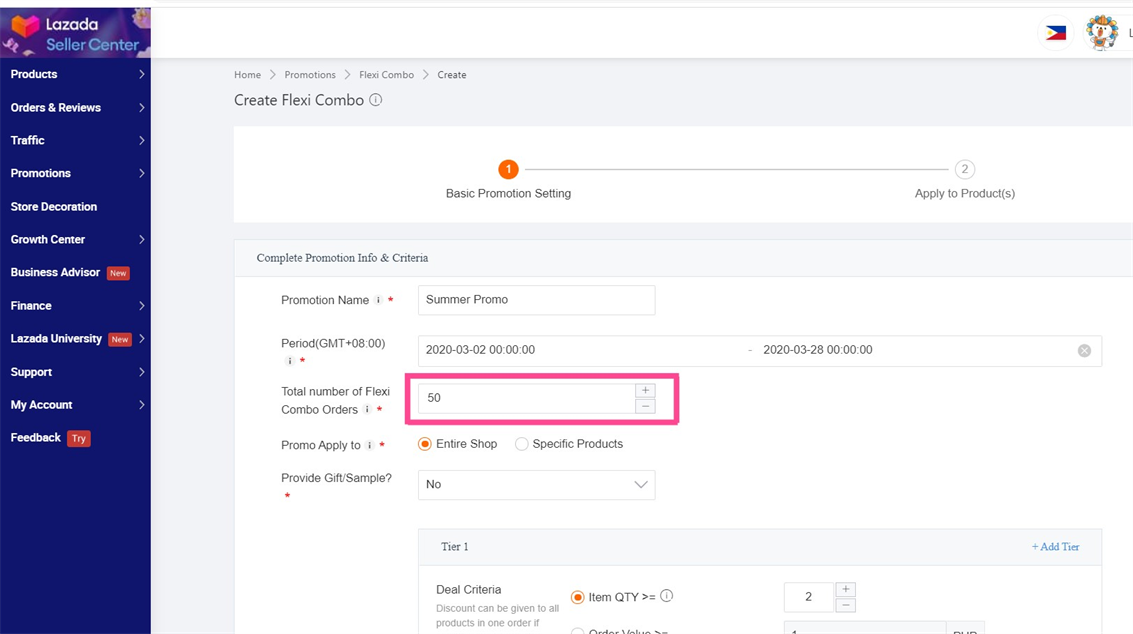 Lazada
Seller Center
Products
Orders & Reviews
Traffic
Promotions
Store Decoration
Growth Center
Business Advisor New
Finance
Lazada University New
Support
My Account
Feedback Try
Home > Promotions > Flexi Combo > Create
Create Flexi Combo
1
2
Basic Promotion Setting
Apply to Product(s)
Complete Promotion Info & Criteria
Promotion Name * Summer Promo
Period(GMT+08:00)
*
2020-03-02 00:00:00 - 2020-03-28 00:00:00
Total number of Flexi
Combo Orders *
50
Promo Apply to * Entire Shop Specific Products
Provide Gift/Sample?
*
No
Tier 1 + Add Tier
Deal Criteria
Discount can be given to all
products in one order if
Item QTY >= 2
Order Value >=